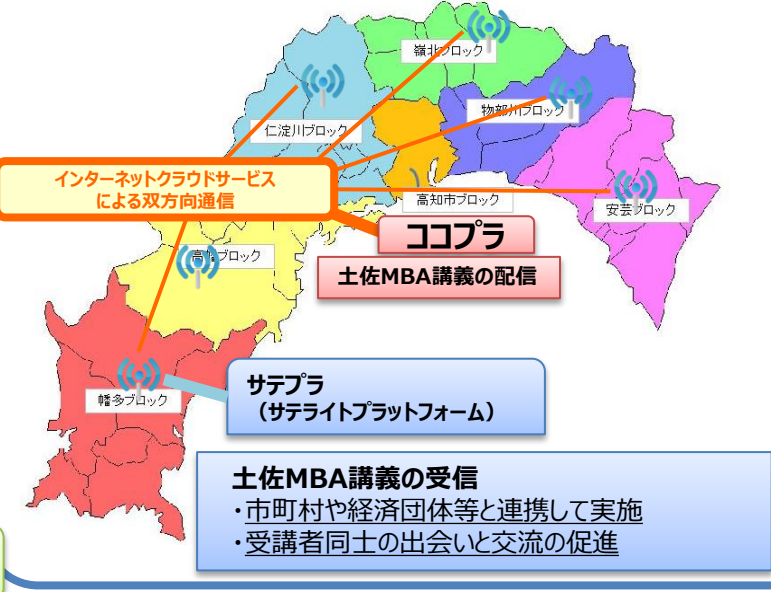 嶺北ブロック
物部川ブロック
仁淀川ブロック
インターネットクラウドサービス
による双方向通信
高知市ブロック
安芸ブロック
ココプラ
土佐MBA講義の配信
高幡ブロック
サテプラ
（サテライトプラットフォーム）
幡多ブロック
土佐MBA講義の受信
・市町村や経済団体等と連携して実施
・受講者同士の出会いと交流の促進